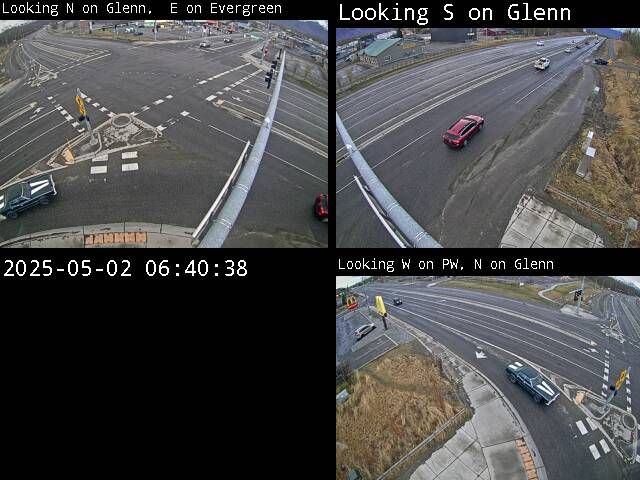 Looking N on Glenn, E on Evergreen
Looking S on Glenn
2025-05-02 06:40:38
Looking W on PW, N on Glenn